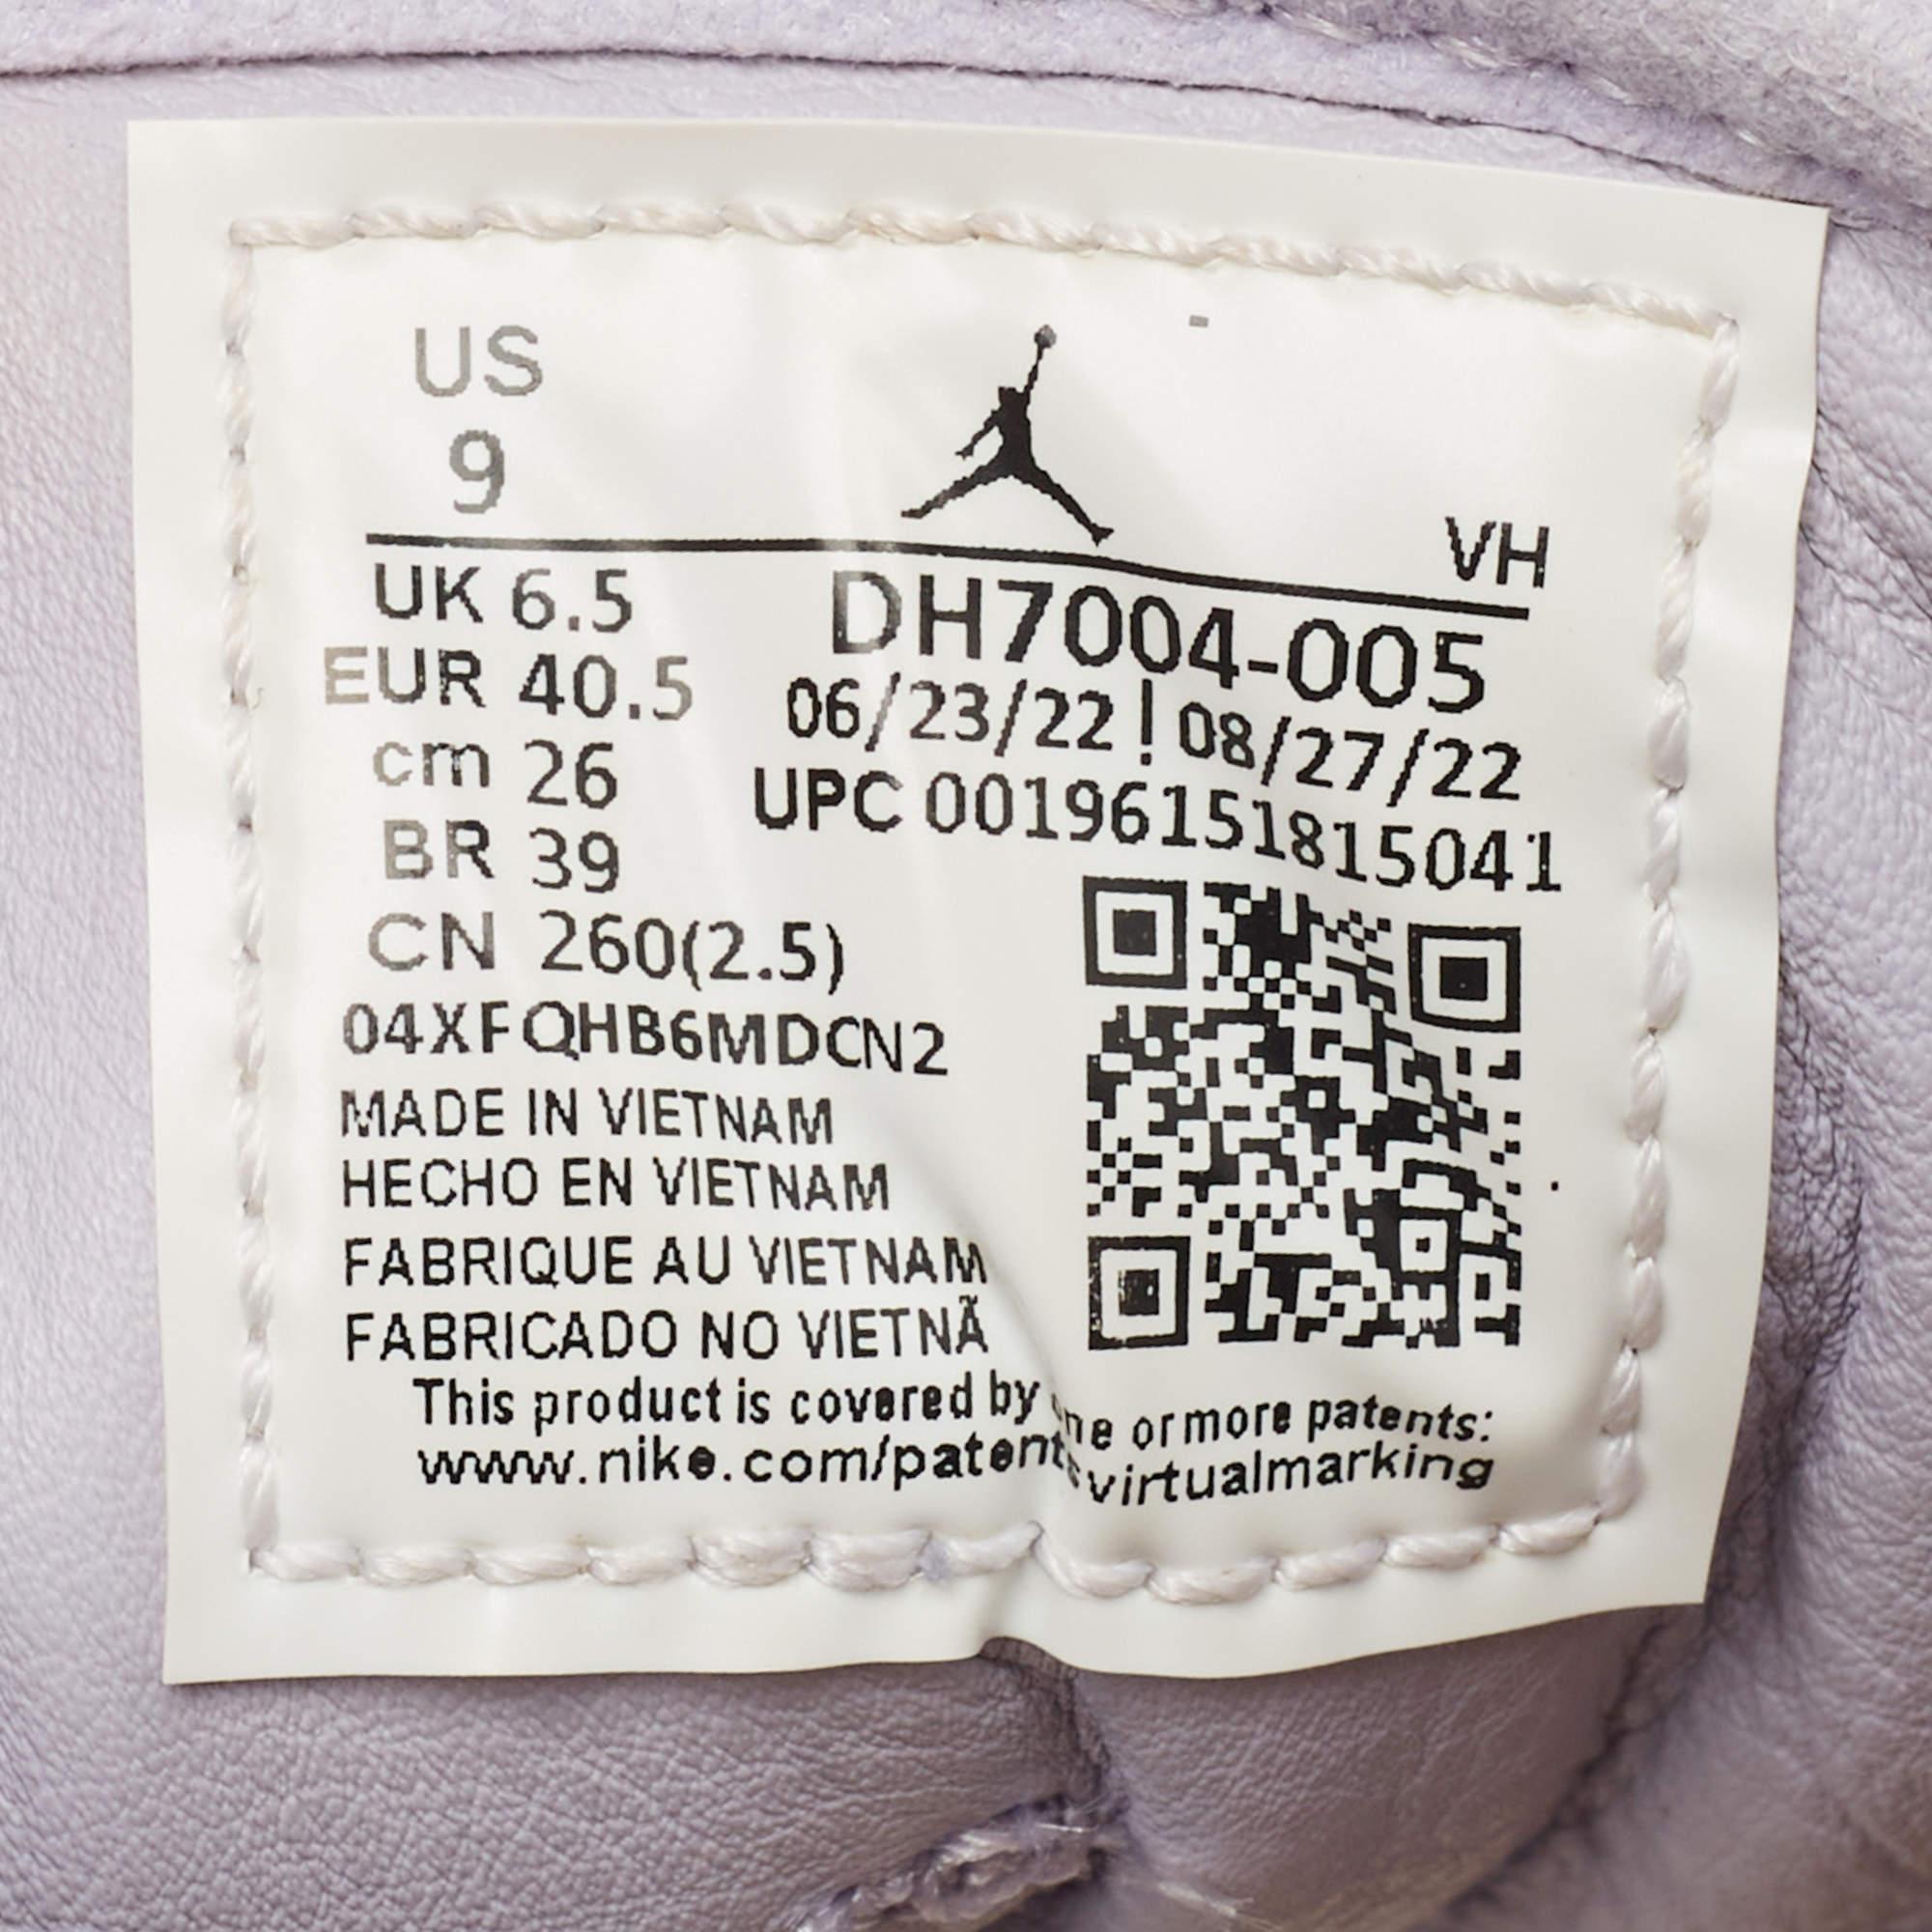 US
9
VH
UK 6.5
EUR 40.5
cm 26
BR 39
CN 260(2.5)
DH7004-005
06/23/22 ! 08/27/22
UPC 00196151815041
04XFQHB6MDCN2
MADE IN VIETNAM
HECHO EN VIETNAM
FABRIQUE AU VIETNAM
FABRICADO NO VIETNÃ
This product is covered by one or more patents:
www.nike.com/patents virtualmarking